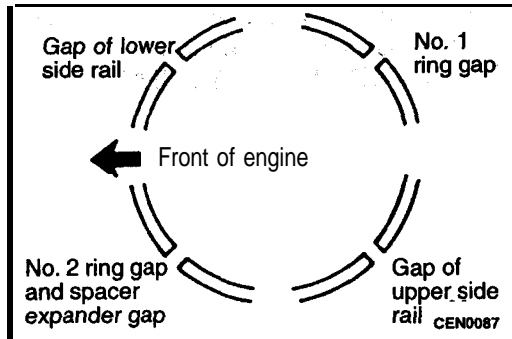 Gap of lower
side rail
No. 1
ring gap
Front of engine
No. 2 ring gap
and spacer
expander gap
Gap of
upper side
rail
CEN0087